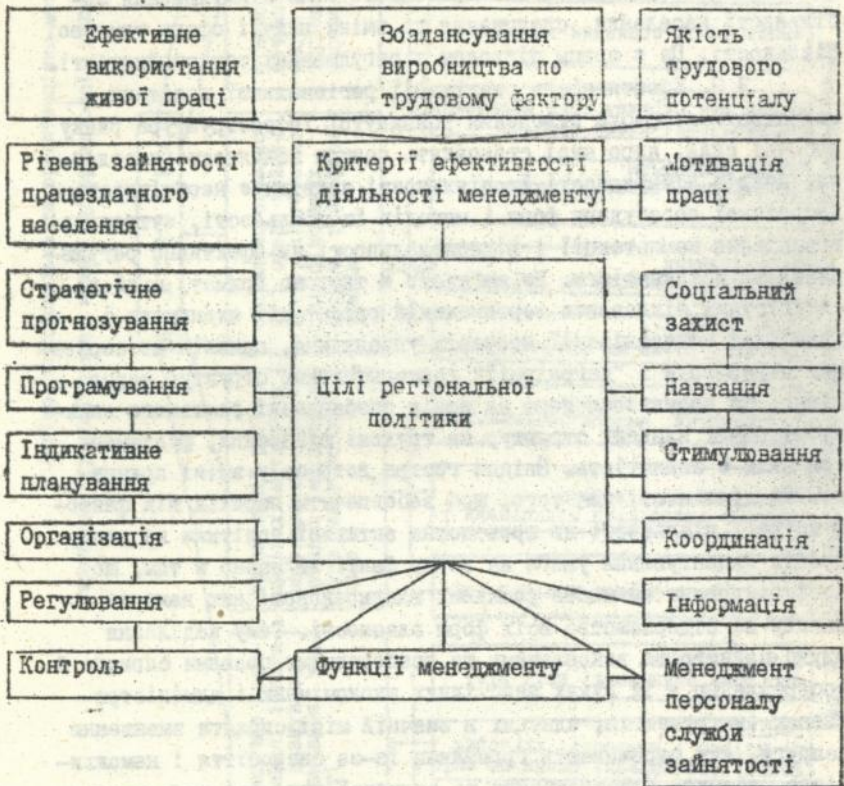 Ефективне
використання
живої праці
Збалансування
виробництва по
трудовому фактору
Якість
трудового
потенціалу
Рівень зайнятості
працездатного
населення
Критерії ефективності
діяльності менеджменту
Мотивація
праці
Стратегічне
прогнозування
Соціальний
захист
Програмування
Цілі регіональної
політики
Навчання
Індикативне
планування
Стимулювання
Організація
Координація
Регулювання
Інформація
Контроль
Функції менеджменту
Менеджмент
персоналу
служби
зайнятості